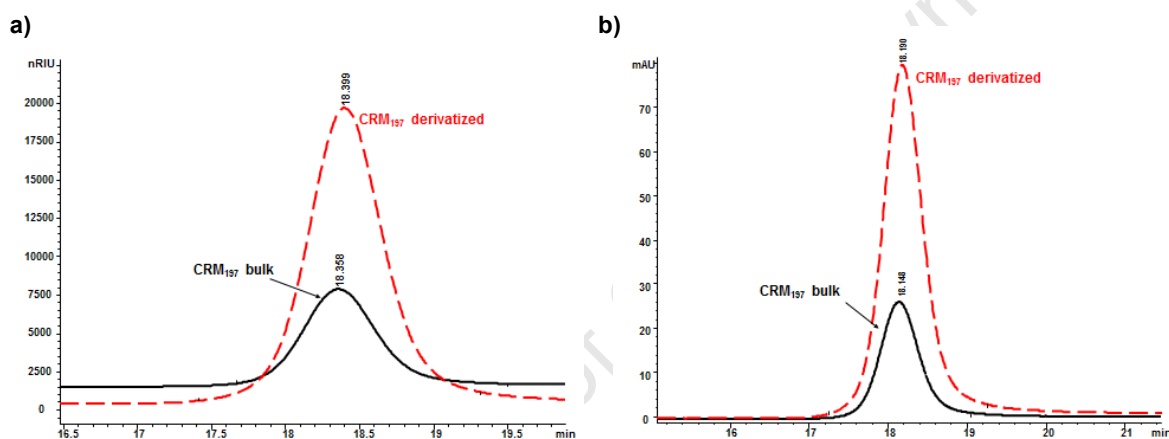 a)
nRIU
20000
17500
15000
12500
10000
7500
5000
2500
0
18.399
CRM₁₉₇ derivatized
18.358
CRM₁₉₇ bulk
16.5 17 17.5 18 18.5 19 19.5 min
b)
mAU
70
60
50
40
30
20
10
0
18.190
CRM₁₉₇ derivatized
18.148
CRM₁₉₇ bulk
16 17 18 19 20 21 min